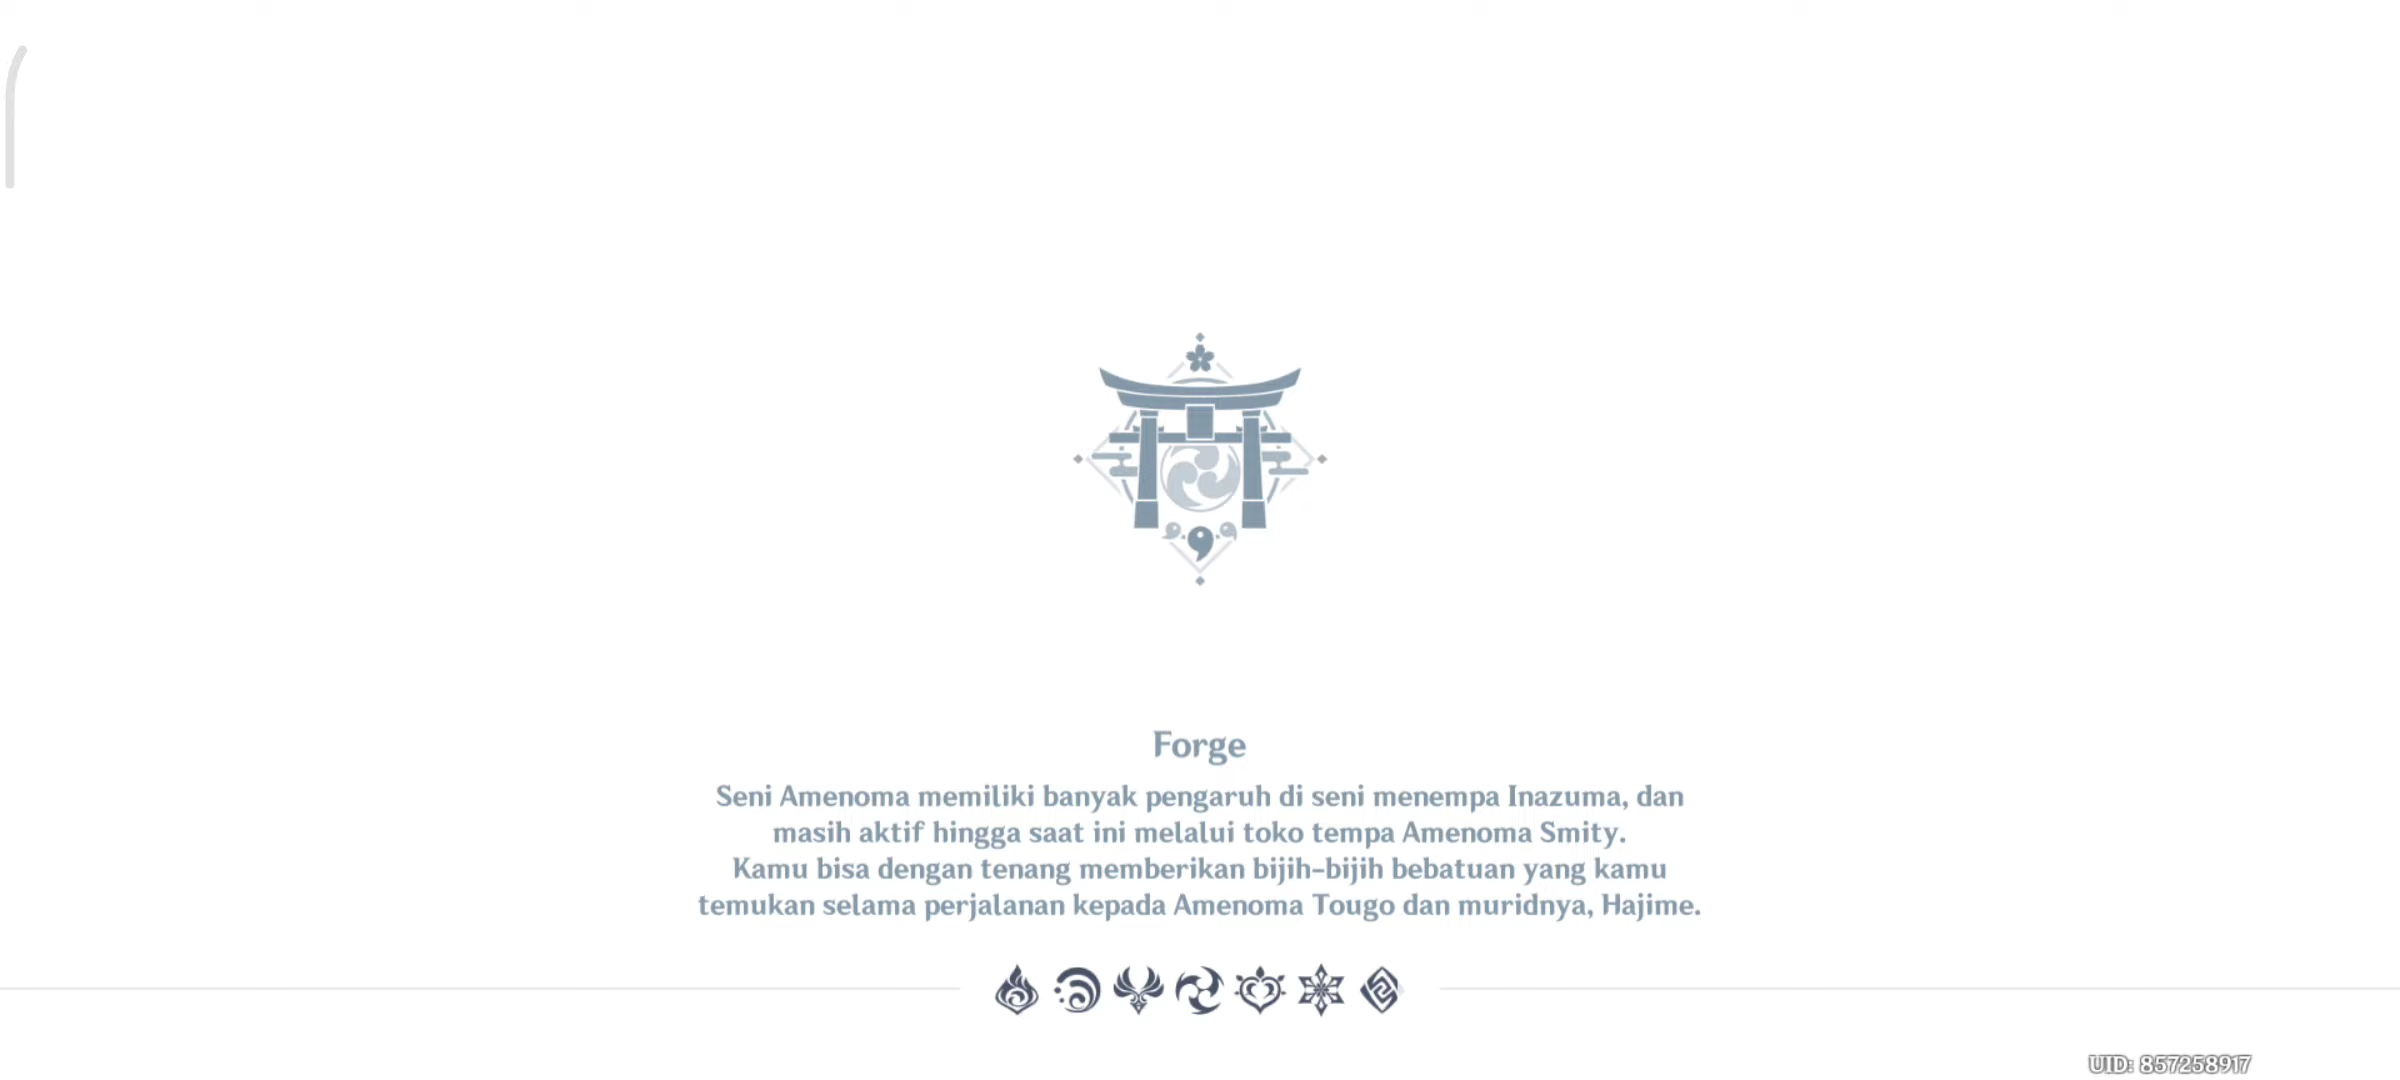 Forge
Seni Amenoma memiliki banyak pengaruh di seni menempa Inazuma, dan
masih aktif hingga saat ini melalui toko tempa Amenoma Smity.
Kamu bisa dengan tenang memberikan bijih-bijih bebatuan yang kamu
temukan selama perjalanan kepada Amenoma Tougo dan muridnya, Hajime.
UID: 857258917